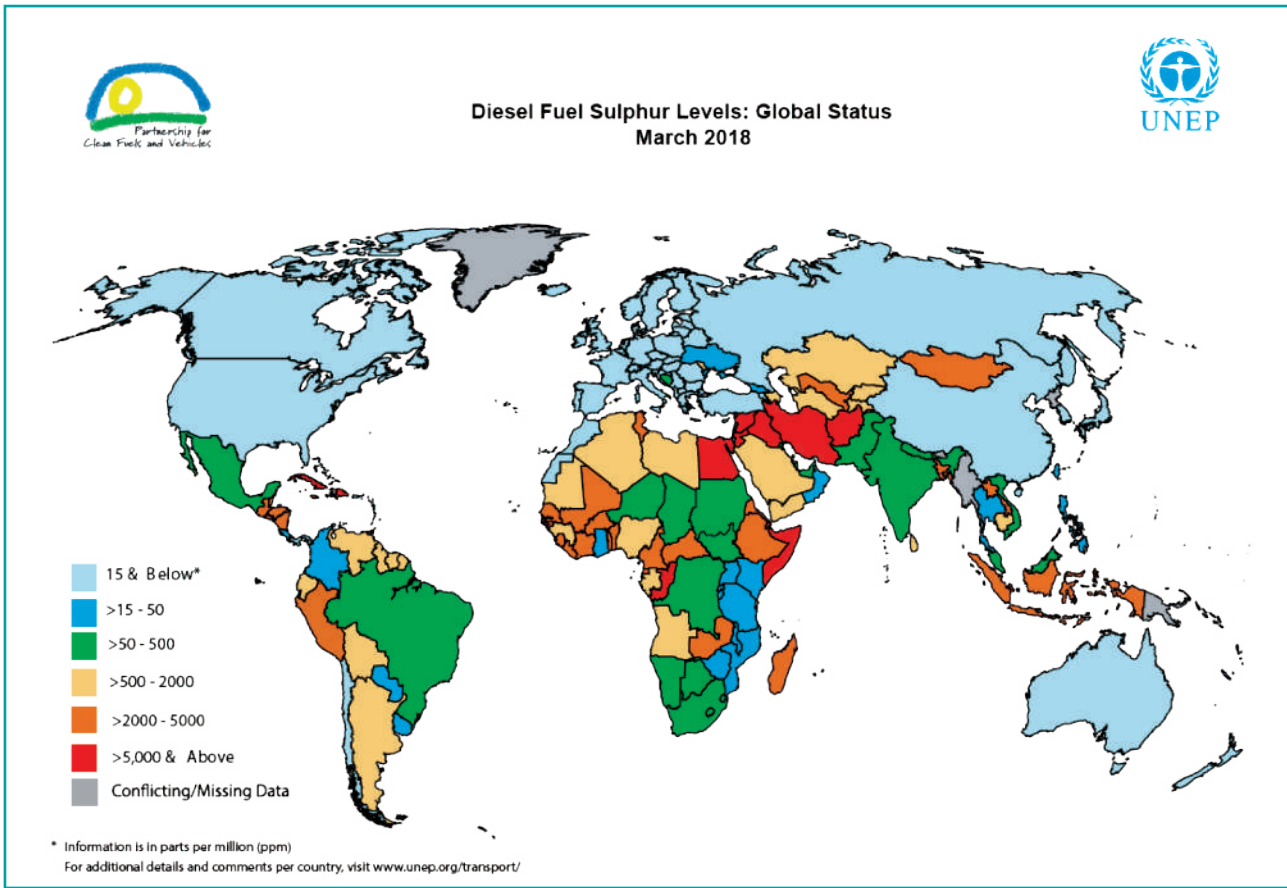 Partnership for
Clean Fuels and Vehicles
Diesel Fuel Sulphur Levels: Global Status
March 2018
UNEP
15 & Below*
>15 - 50
>50 - 500
>500 - 2000
>2000 - 5000
>5,000 & Above
Conflicting/Missing Data
* Information is in parts per million (ppm)
For additional details and comments per country, visit www.unep.org/transport/